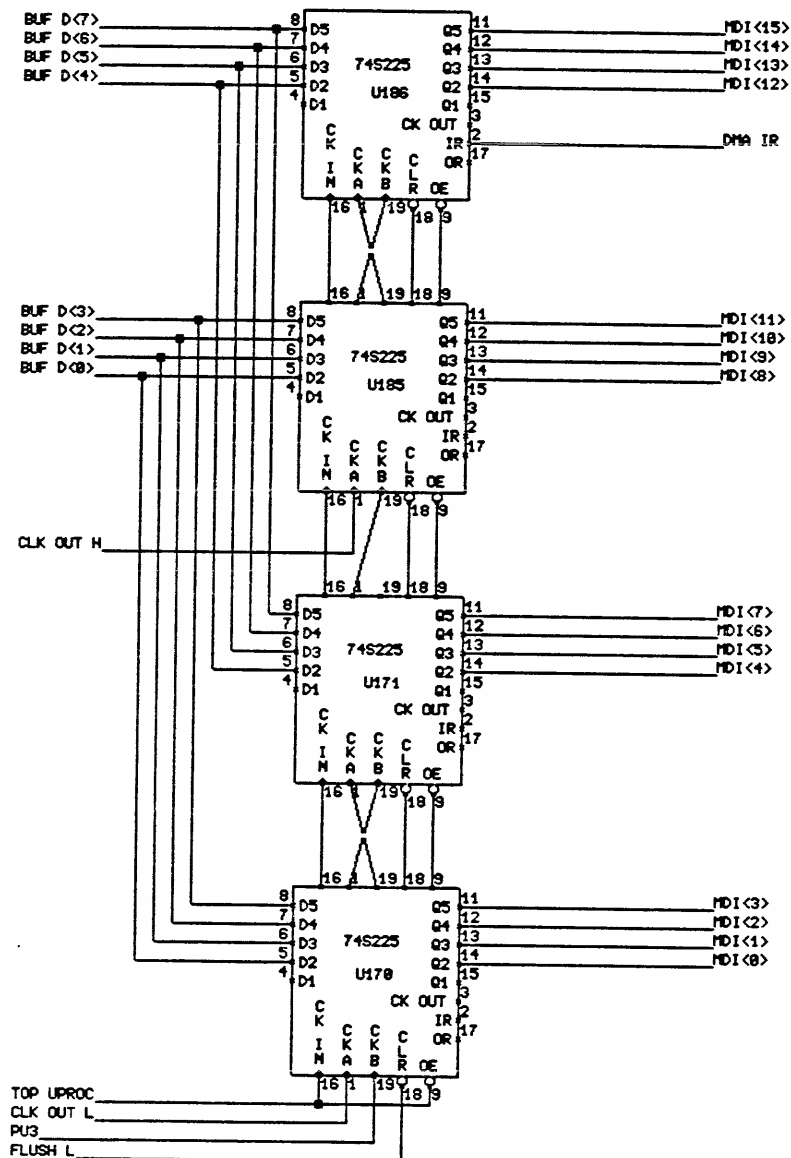 BUF D<7> 8 D5 Q5 11 MDI<15>
BUF D<6> 7 D4 Q4 12 MDI<14>
BUF D<5> 6 D3 74S225 Q3 13 MDI<13>
BUF D<4> 5 D2 Q2 14 MDI<12>
4 D1 U186 Q1 15
CK OUT 3
IR 2 DMA IR
OR 17
CK IN CKA CKB CLR OE
16 1 19 18 9
16 1 19 18 9
BUF D<3> 8 D5 Q5 11 MDI<11>
BUF D<2> 7 D4 Q4 12 MDI<10>
BUF D<1> 6 D3 74S225 Q3 13 MDI<9>
BUF D<0> 5 D2 Q2 14 MDI<8>
4 D1 U185 Q1 15
CK OUT 3
IR 2
OR 17
CK IN CKA CKB CLR OE
16 1 19 18 9
CLK OUT H
16 1 19 18 9
8 D5 Q5 11 MDI<7>
7 D4 Q4 12 MDI<6>
6 D3 74S225 Q3 13 MDI<5>
5 D2 Q2 14 MDI<4>
4 D1 U171 Q1 15
CK OUT 3
IR 2
OR 17
CK IN CKA CKB CLR OE
16 1 19 18 9
16 1 19 18 9
8 D5 Q5 11 MDI<3>
7 D4 Q4 12 MDI<2>
6 D3 74S225 Q3 13 MDI<1>
5 D2 Q2 14 MDI<0>
4 D1 U170 Q1 15
CK OUT 3
IR 2
OR 17
CK IN CKA CKB CLR OE
16 1 19 18 9
TOP UPROC
CLK OUT L
PU3
FLUSH L